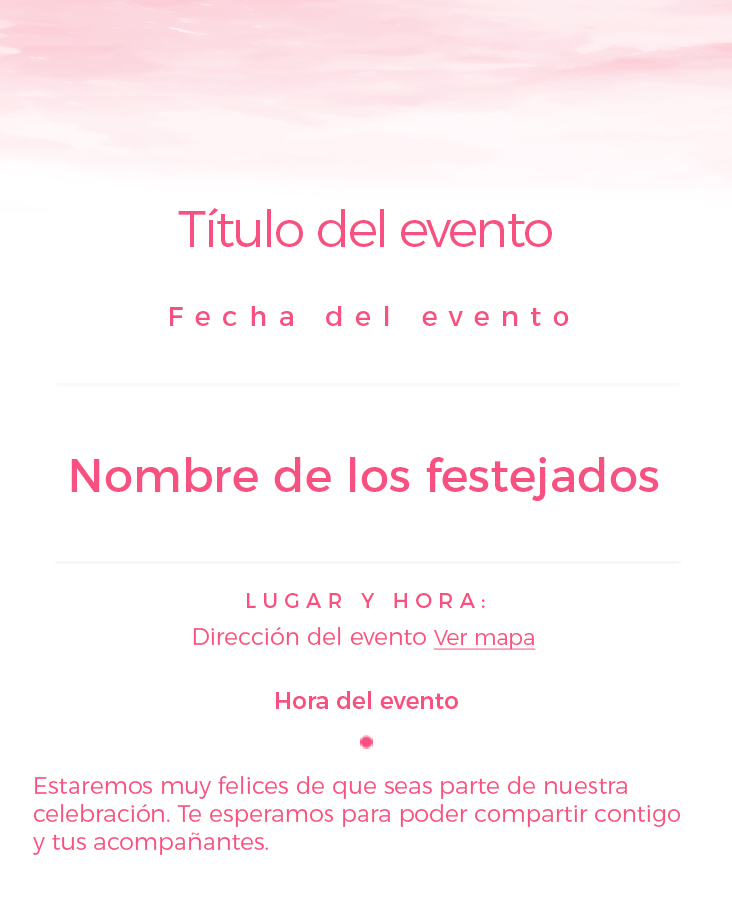 Título del evento
Fecha del evento
Nombre de los festejados
LUGAR Y HORA:
Dirección del evento Ver mapa
Hora del evento
Estaremos muy felices de que seas parte de nuestra
celebración. Te esperamos para poder compartir contigo
y tus acompañantes.